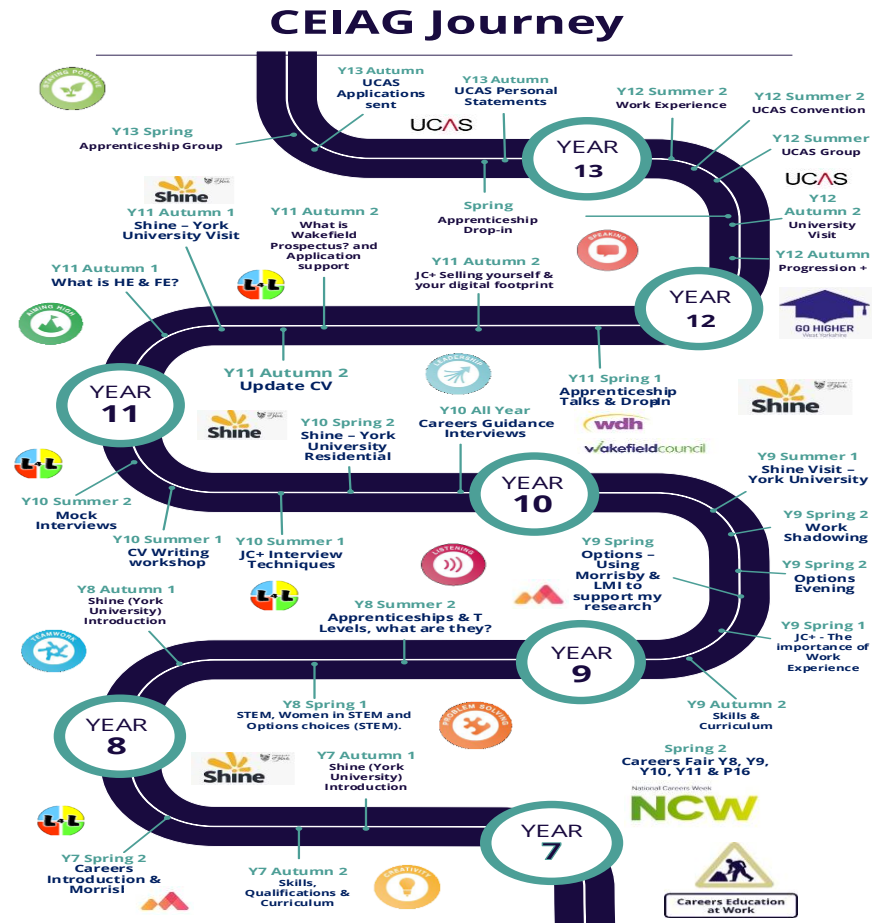 CEIAG Journey
STAYING POSITIVE
Y13 Autumn
UCAS
Applications
sent
Y13 Autumn
UCAS Personal
Statements
UCAS
Y12 Summer 2
Work Experience
Y12 Summer 2
UCAS Convention
Y13 Spring
Apprenticeship Group
YEAR
13
Y12 Summer
UCAS Group
UCAS
Shine
Y11 Autumn 1
Shine – York
University Visit
Y11 Autumn 2
What is
Wakefield
Prospectus? and
Application
support
Spring
Apprenticeship
Drop-in
Y12
Autumn 2
University
Visit
SPEAKING
Y12 Autumn
Progression +
Y11 Autumn 1
What is HE & FE?
L4L
Y11 Autumn 2
JC+ Selling yourself &
your digital footprint
YEAR
12
GO HIGHER
West Yorkshire
AIMING HIGH
Y11 Autumn 2
Update CV
LEADERSHIP
Y11 Spring 1
Apprenticeship
Talks & DropIn
wdh
wakefieldcouncil
Shine
YEAR
11
Shine
Y10 Spring 2
Shine – York
University
Residential
Y10 All Year
Careers Guidance
Interviews
L4L
Y9 Summer 1
Shine Visit –
York University
YEAR
10
Y10 Summer 2
Mock
Interviews
Y10 Summer 1
CV Writing
workshop
Y10 Summer 1
JC+ Interview
Techniques
Y9 Spring 2
Work
Shadowing
LISTENING
Y9 Spring
Options –
Using
Morrisby &
LMI to
support my
research
Y9 Spring 2
Options
Evening
Y8 Autumn 1
Shine (York
University)
Introduction
L4L
Y8 Summer 2
Apprenticeships & T
Levels, what are they?
Y9 Spring 1
JC+ - The
importance of
Work
Experience
TEAMWORK
YEAR
9
Y8 Spring 1
STEM, Women in STEM and
Options choices (STEM).
PROBLEM SOLVING
Y9 Autumn 2
Skills &
Curriculum
YEAR
8
Shine
Y7 Autumn 1
Shine (York
University)
Introduction
Spring 2
Careers Fair Y8, Y9,
Y10, Y11 & P16
National Careers Week
NCW
L4L
YEAR
7
Y7 Spring 2
Careers
Introduction &
Morrisl
Y7 Autumn 2
Skills,
Qualifications &
Curriculum
CREATIVITY
Careers Education
at Work